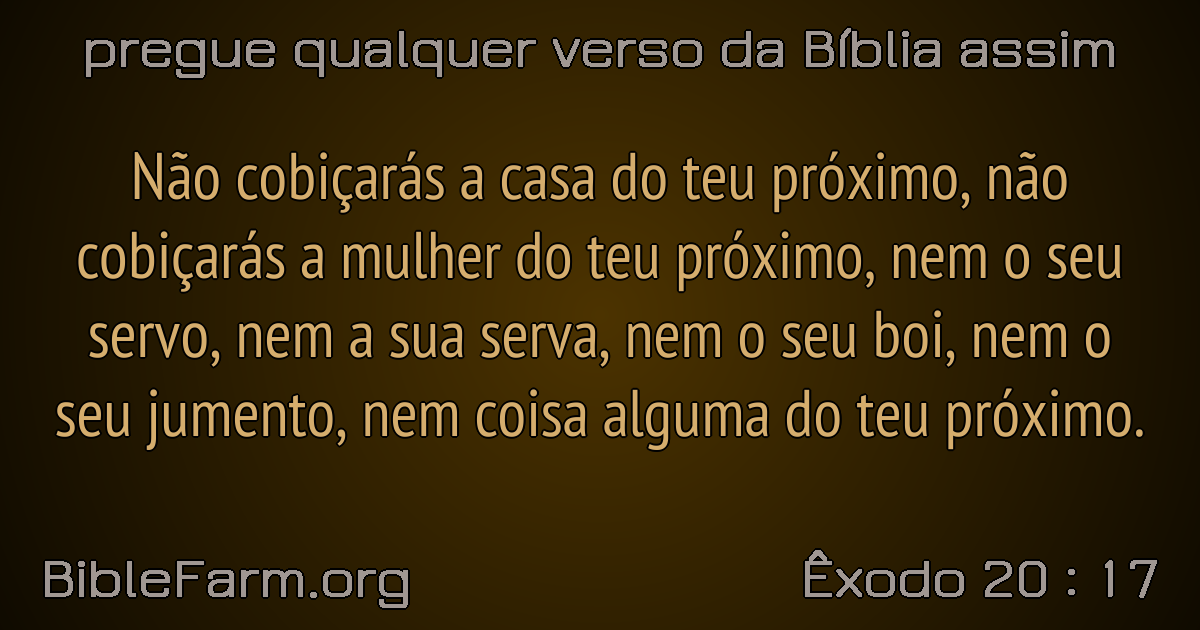 pregue qualquer verso da Bíblia assim
Não cobiçarás a casa do teu próximo, não
cobiçarás a mulher do teu próximo, nem o seu
servo, nem a sua serva, nem o seu boi, nem o
seu jumento, nem coisa alguma do teu próximo.
BibleFarm.org
Êxodo 20 : 17